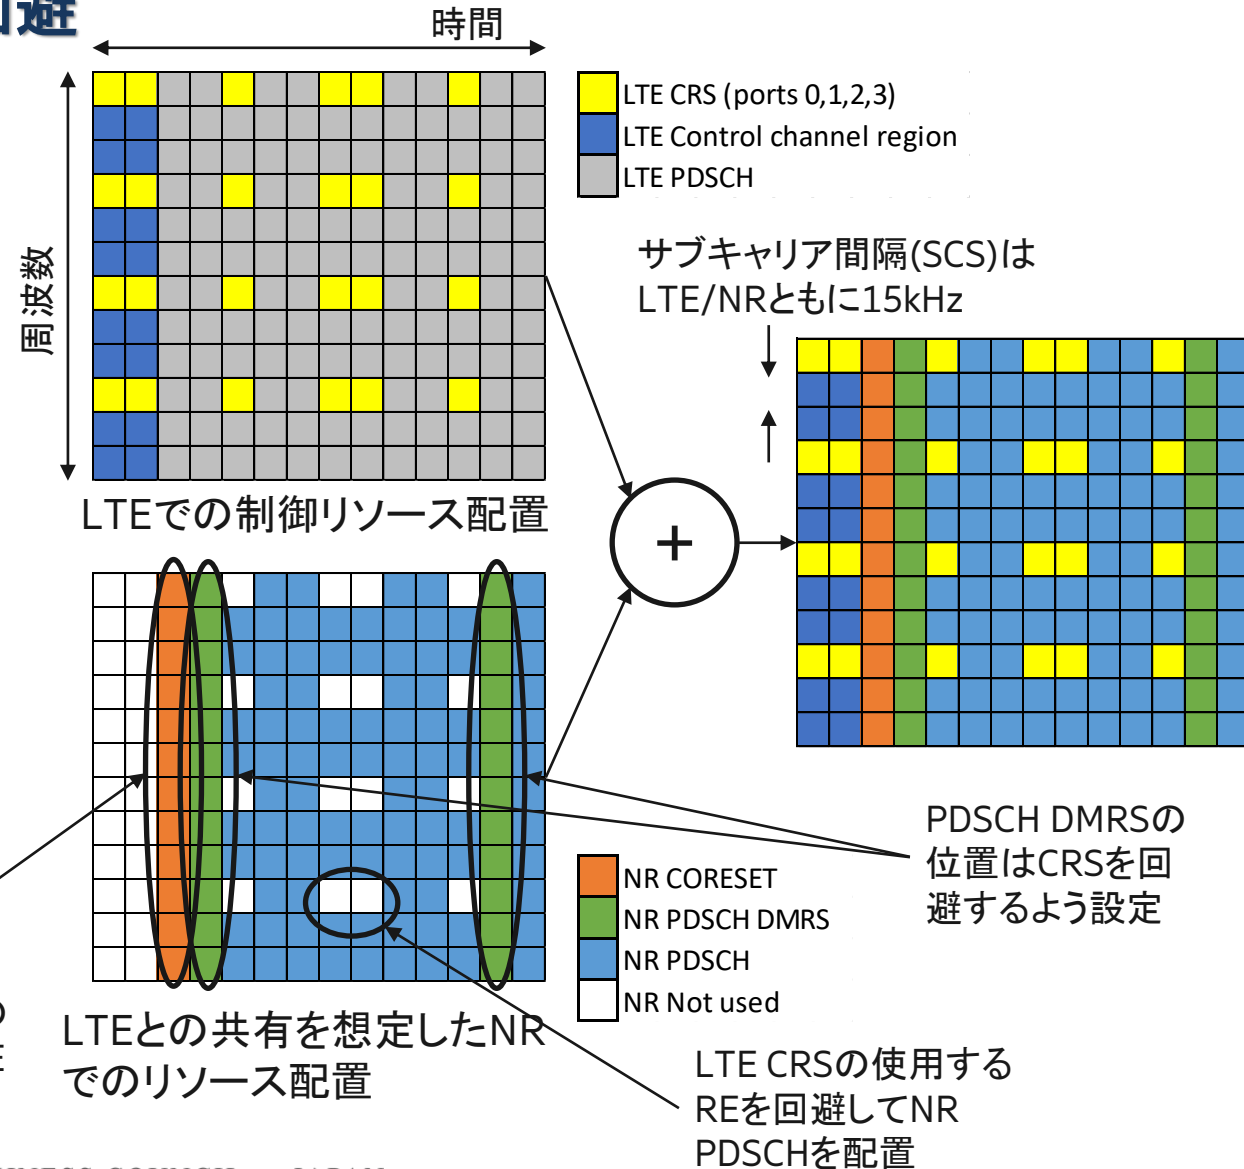 回避
時間
周波数
LTE CRS (ports 0,1,2,3)
LTE Control channel region
LTE PDSCH
サブキャリア間隔(SCS)は
LTE/NRともに15kHz
LTEでの制御リソース配置
+
PDSCH DMRSの
位置はCRSを回
避するよう設定
NR CORESET
NR PDSCH DMRS
NR PDSCH
NR Not used
の
LTEとの共有を想定したNR
でのリソース配置
LTE CRSの使用する
REを回避してNR
PDSCHを配置